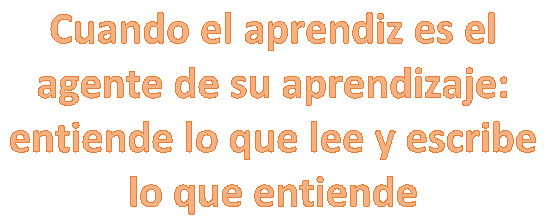 Cuando el aprendiz es el
agente de su aprendizaje:
entiende lo que lee y escribe
lo que entiende